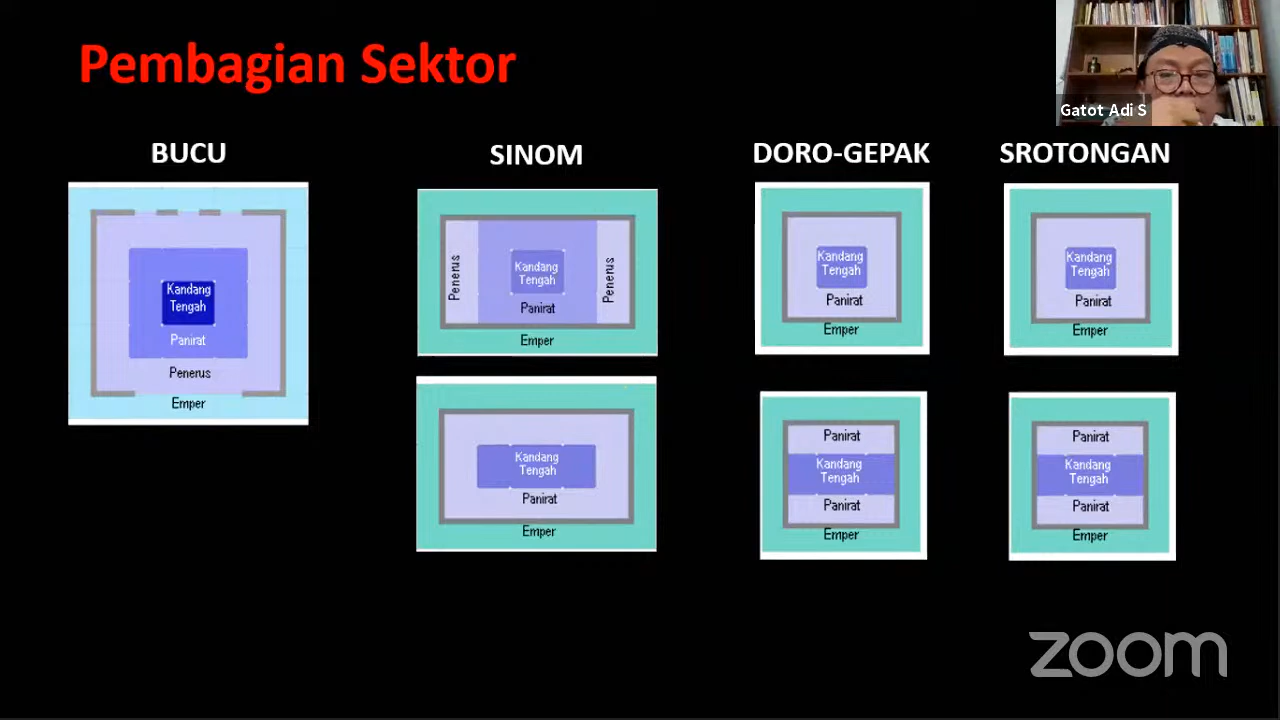 Pembagian Sektor
Gatot Adi S
BUCU
SINOM
DORO-GEPAK
SROTONGAN
Kandang
Tengah
Panirat
Penerus
Emper
Penerus
Kandang
Tengah
Penerus
Panirat
Emper
Kandang
Tengah
Panirat
Emper
Kandang
Tengah
Panirat
Emper
Kandang
Tengah
Panirat
Emper
Panirat
Kandang
Tengah
Panirat
Emper
Panirat
Kandang
Tengah
Panirat
Emper
zoom